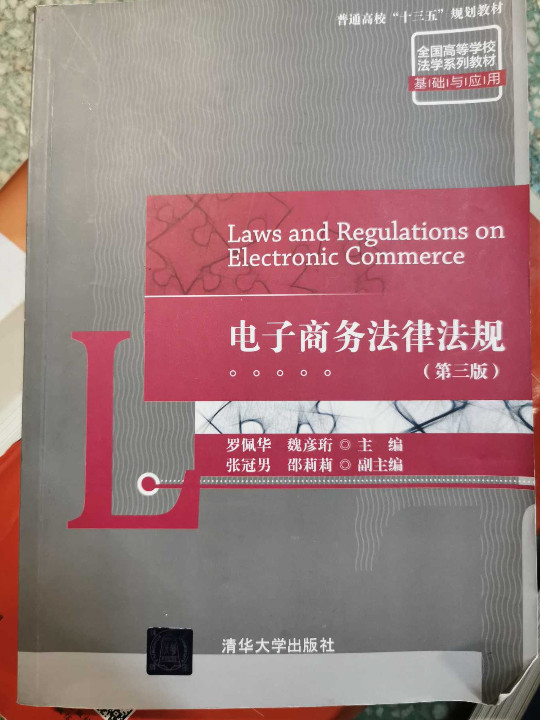 普通高校“十三五”规划教材
全国高等学校
法学系列教材
基础与应用
Laws and Regulations on
Electronic Commerce
电子商务法律法规
（第三版）
L
罗佩华 魏彦珩◎主 编
张冠男 邵莉莉◎副主编
清华大学出版社